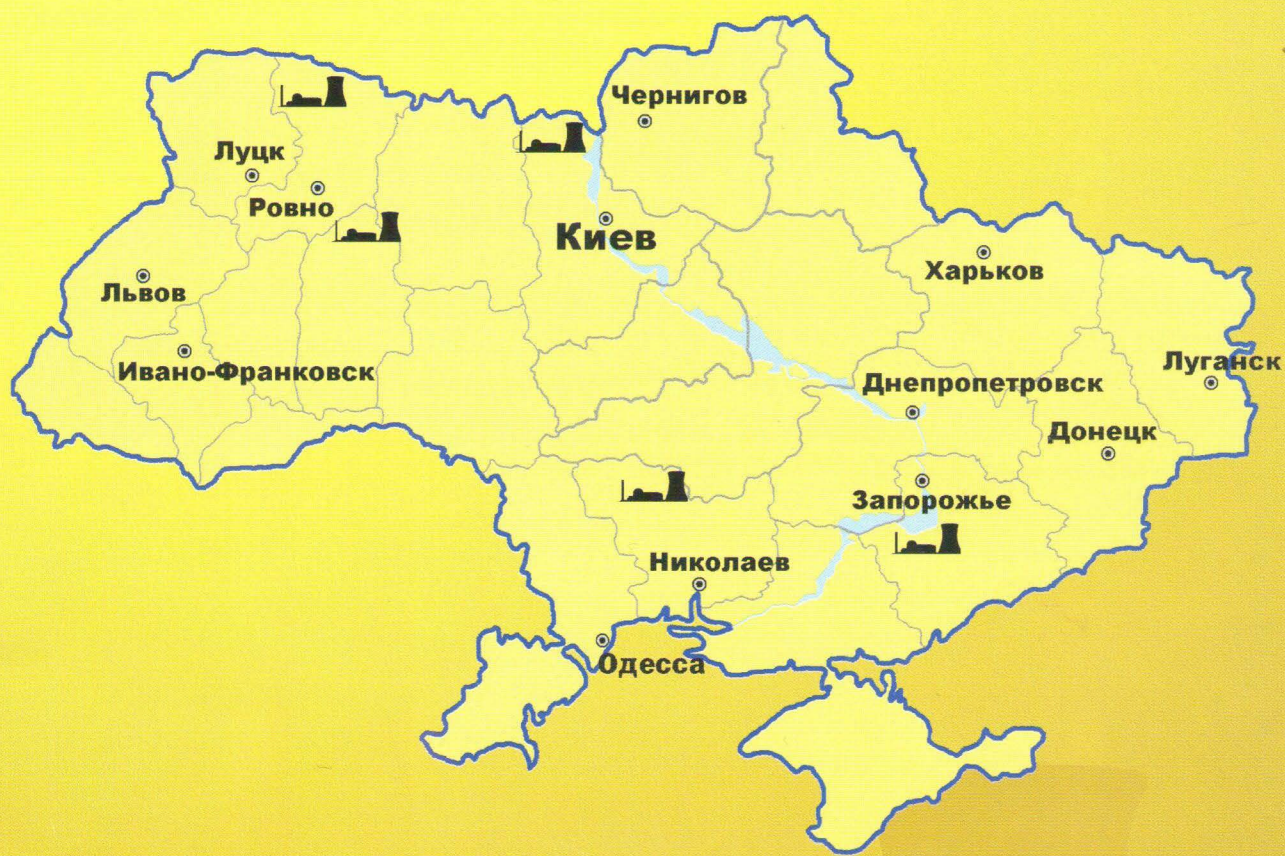 Чернигов
Луцк
Ровно
Киев
Харьков
Львов
Ивано-Франковск
Луганск
Днепропетровск
Донецк
Запорожье
Николаев
Одесса